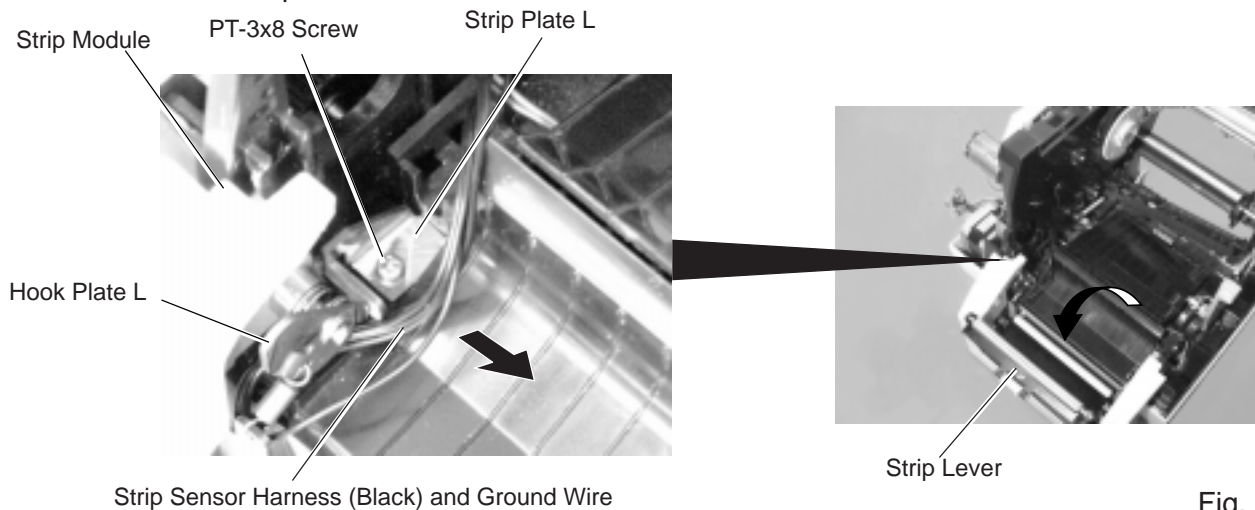 Strip Plate L
PT-3x8 Screw
Strip Module
Hook Plate L
Strip Lever
Strip Sensor Harness (Black) and Ground Wire
Fig.